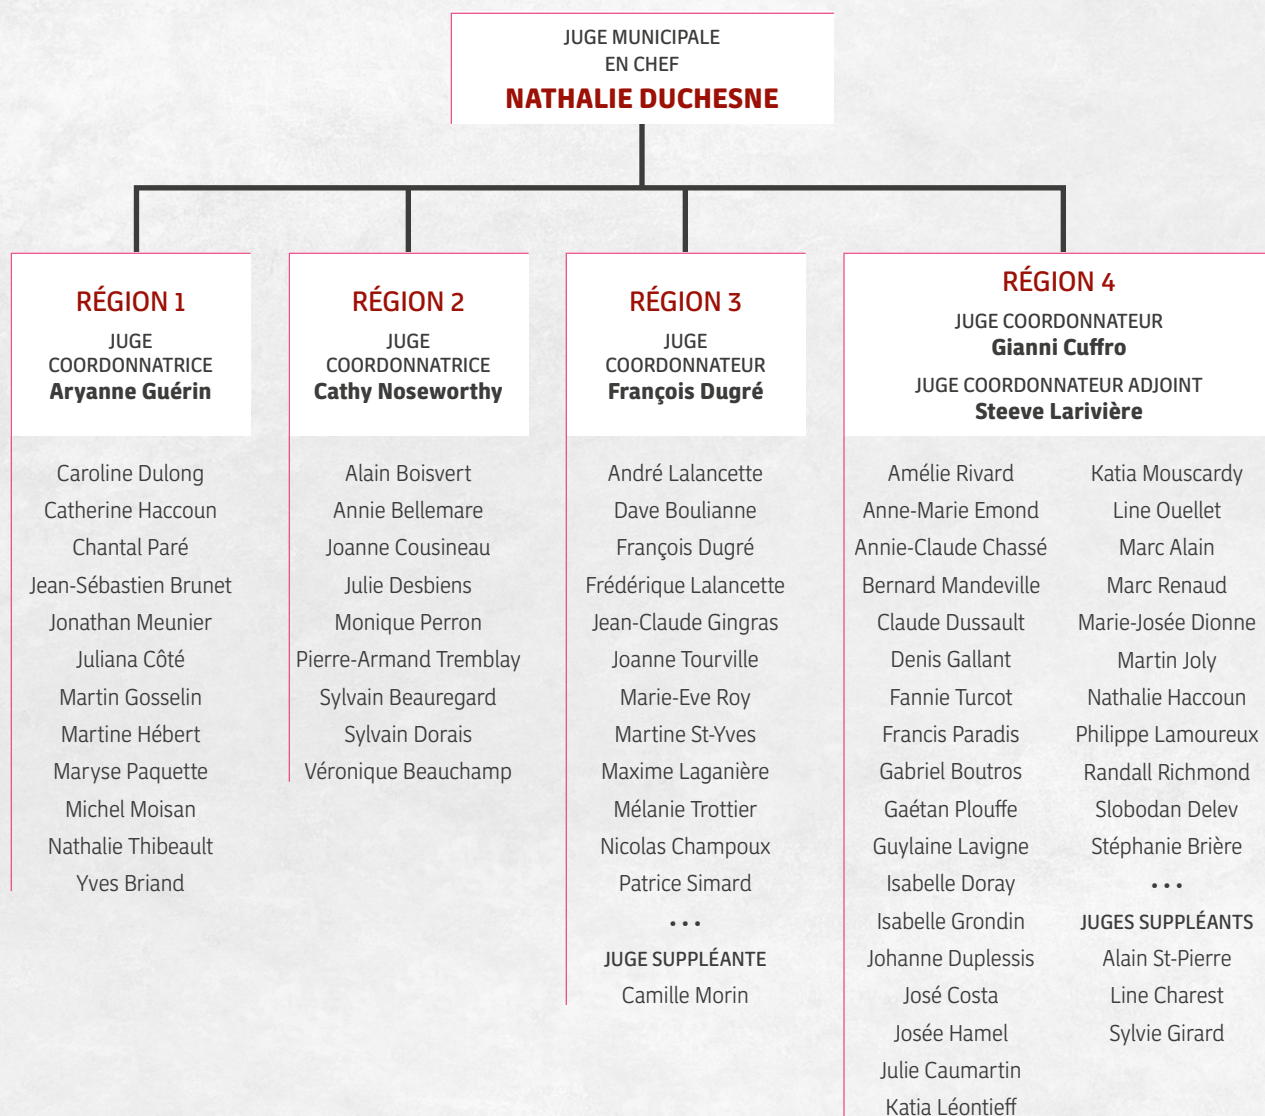 JUGE MUNICIPALE
EN CHEF
NATHALIE DUCHESNE
RÉGION 1
JUGE
COORDONNATRICE
Aryanne Guérin
Caroline Dulong
Catherine Haccoun
Chantal Paré
Jean-Sébastien Brunet
Jonathan Meunier
Juliana Côté
Martin Gosselin
Martine Hébert
Maryse Paquette
Michel Moisan
Nathalie Thibeault
Yves Briand
RÉGION 2
JUGE
COORDONNATRICE
Cathy Noseworthy
Alain Boisvert
Annie Bellemare
Joanne Cousineau
Julie Desbiens
Monique Perron
Pierre-Armand Tremblay
Sylvain Beauregard
Sylvain Dorais
Véronique Beauchamp
RÉGION 3
JUGE
COORDONNATEUR
François Dugré
André Lalancette
Dave Boulianne
François Dugré
Frédérique Lalancette
Jean-Claude Gingras
Joanne Tourville
Marie-Eve Roy
Martine St-Yves
Maxime Laganière
Mélanie Trottier
Nicolas Champoux
Patrice Simard
...
JUGE SUPPLÉANTE
Camille Morin
RÉGION 4
JUGE COORDONNATEUR
Gianni Cuffro
JUGE COORDONNATEUR ADJOINT
Steeve Larivière
Amélie Rivard
Anne-Marie Emond
Annie-Claude Chassé
Bernard Mandeville
Claude Dussault
Denis Gallant
Fannie Turcot
Francis Paradis
Gabriel Boutros
Gaétan Plouffe
Guylaine Lavigne
Isabelle Doray
Isabelle Grondin
Johanne Duplessis
José Costa
Josée Hamel
Julie Caumartin
Katia Léontieff
Katia Mouscardy
Line Ouellet
Marc Alain
Marc Renaud
Marie-Josée Dionne
Martin Joly
Nathalie Haccoun
Philippe Lamoureux
Randall Richmond
Slobodan Delev
Stéphanie Brière
...
JUGES SUPPLÉANTS
Alain St-Pierre
Line Charest
Sylvie Girard